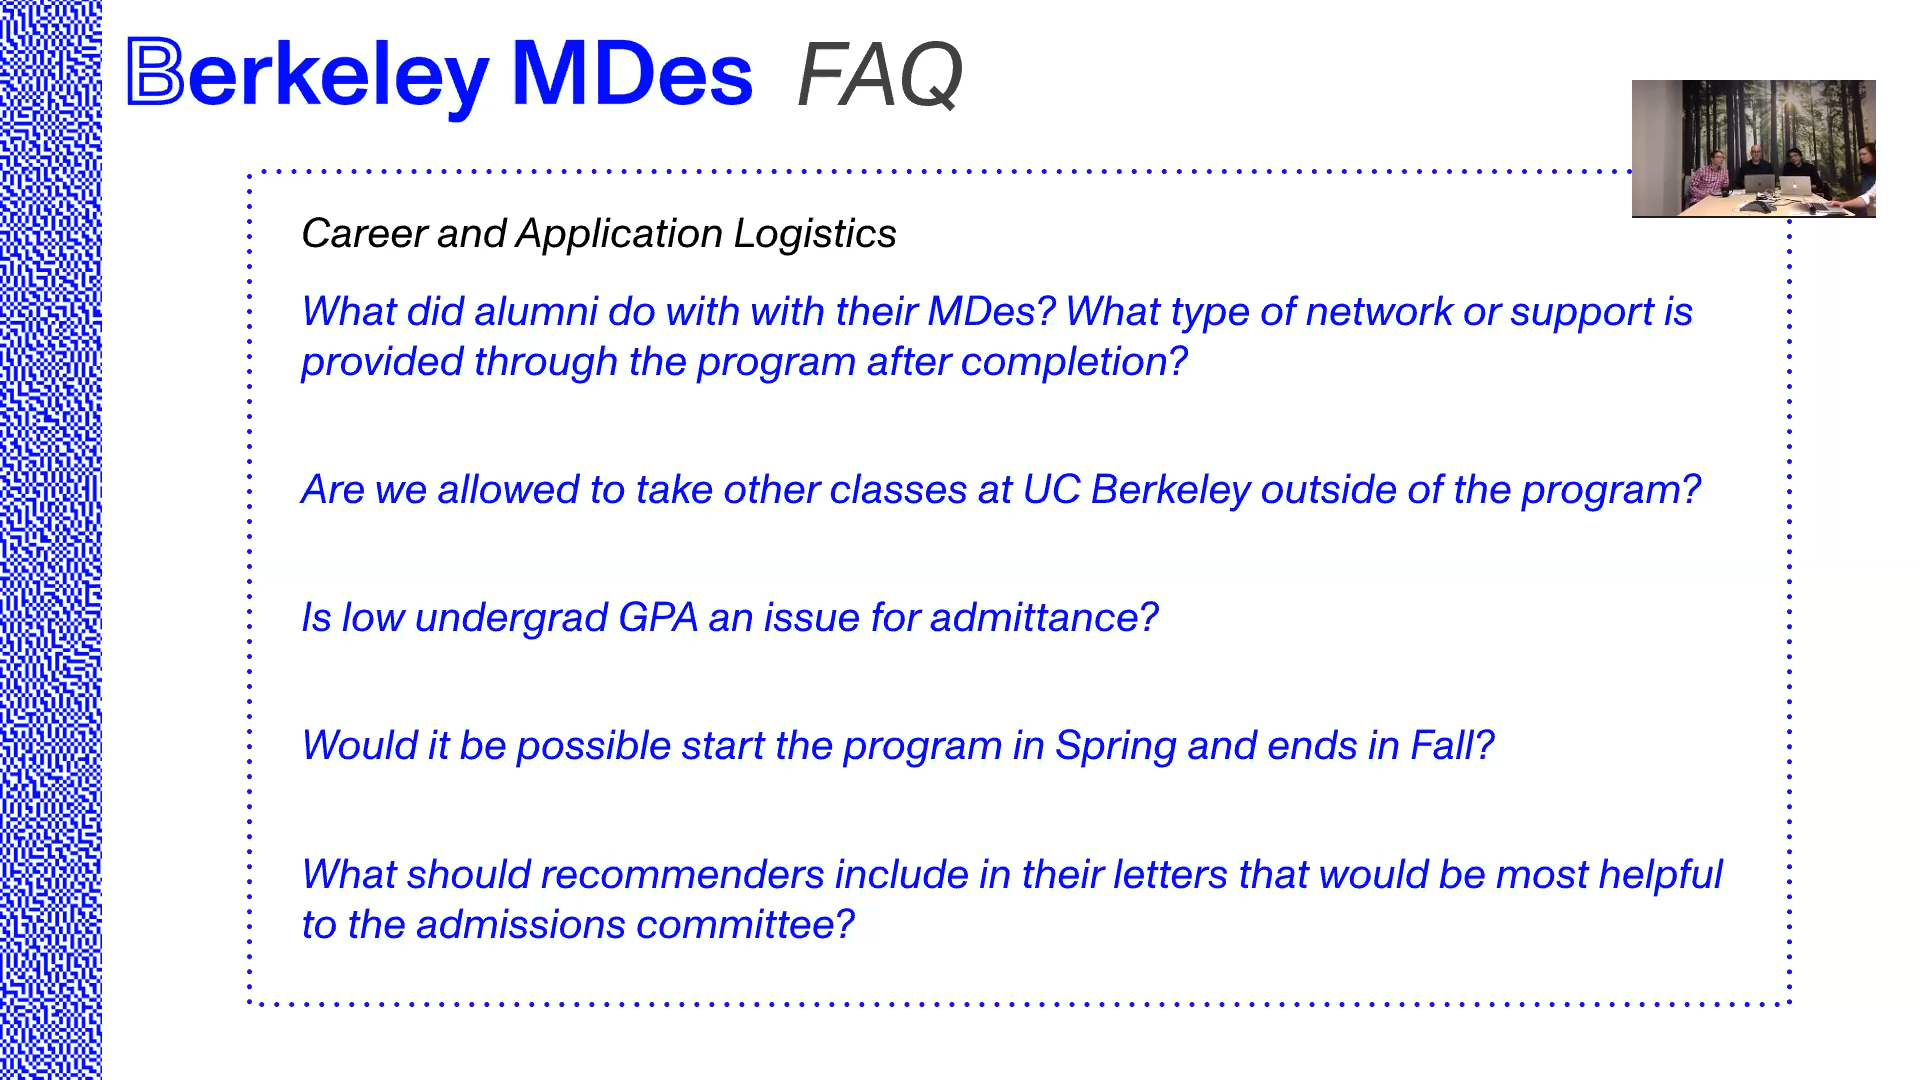 Berkeley MDes FAQ
Career and Application Logistics
What did alumni do with with their MDes? What type of network or support is
provided through the program after completion?
Are we allowed to take other classes at UC Berkeley outside of the program?
Is low undergrad GPA an issue for admittance?
Would it be possible start the program in Spring and ends in Fall?
What should recommenders include in their letters that would be most helpful
to the admissions committee?